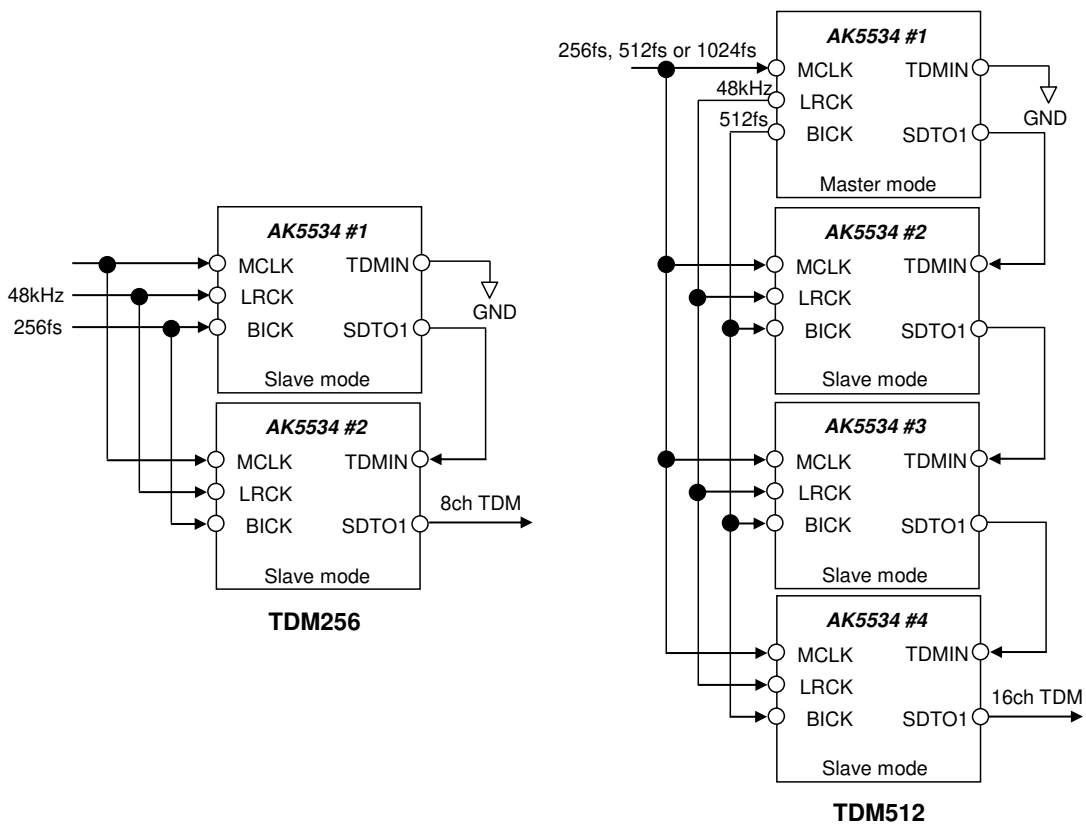 AK5534 #1
MCLK TDMIN
48kHz LRCK
GND
256fs BICK SDTO1
Slave mode
AK5534 #2
MCLK TDMIN
LRCK
8ch TDM
BICK SDTO1
Slave mode
TDM256
AK5534 #1
256fs, 512fs or 1024fs
MCLK TDMIN
48kHz
LRCK
GND
512fs
BICK SDTO1
Master mode
AK5534 #2
MCLK TDMIN
LRCK
BICK SDTO1
Slave mode
AK5534 #3
MCLK TDMIN
LRCK
BICK SDTO1
Slave mode
AK5534 #4
MCLK TDMIN
LRCK
16ch TDM
BICK SDTO1
Slave mode
TDM512